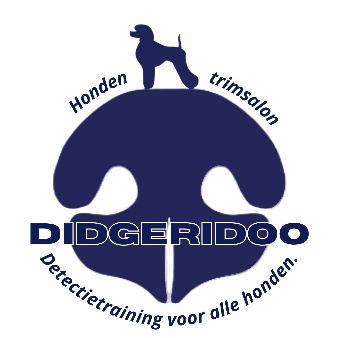 Honden trimsalon
DIDGERIDOO
Detectietraining voor alle honden.